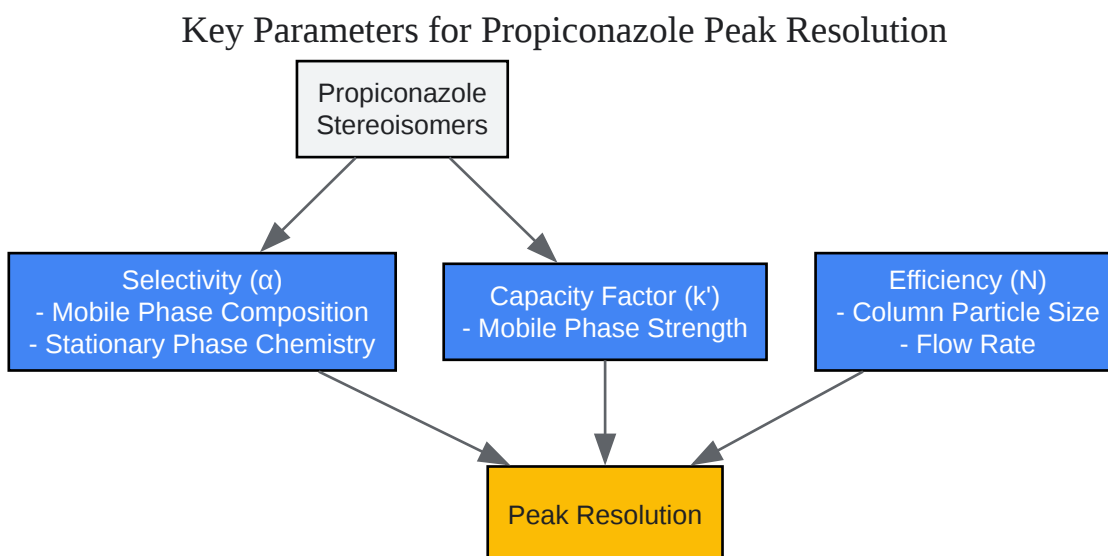 Key Parameters for Propiconazole Peak Resolution
Propiconazole
Stereoisomers
Selectivity (α)
- Mobile Phase Composition
- Stationary Phase Chemistry
Capacity Factor (k')
- Mobile Phase Strength
Efficiency (N)
- Column Particle Size
- Flow Rate
Peak Resolution